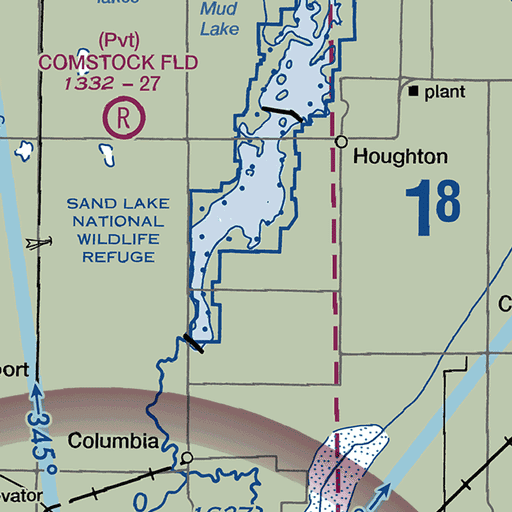 lakes
Mud
Lake
(Pvt)
COMSTOCK FLD
1332 - 27
R
plant
Houghton
SAND LAKE
NATIONAL
WILDLIFE
REFUGE
18
C
port
345°
Columbia
evator
1637